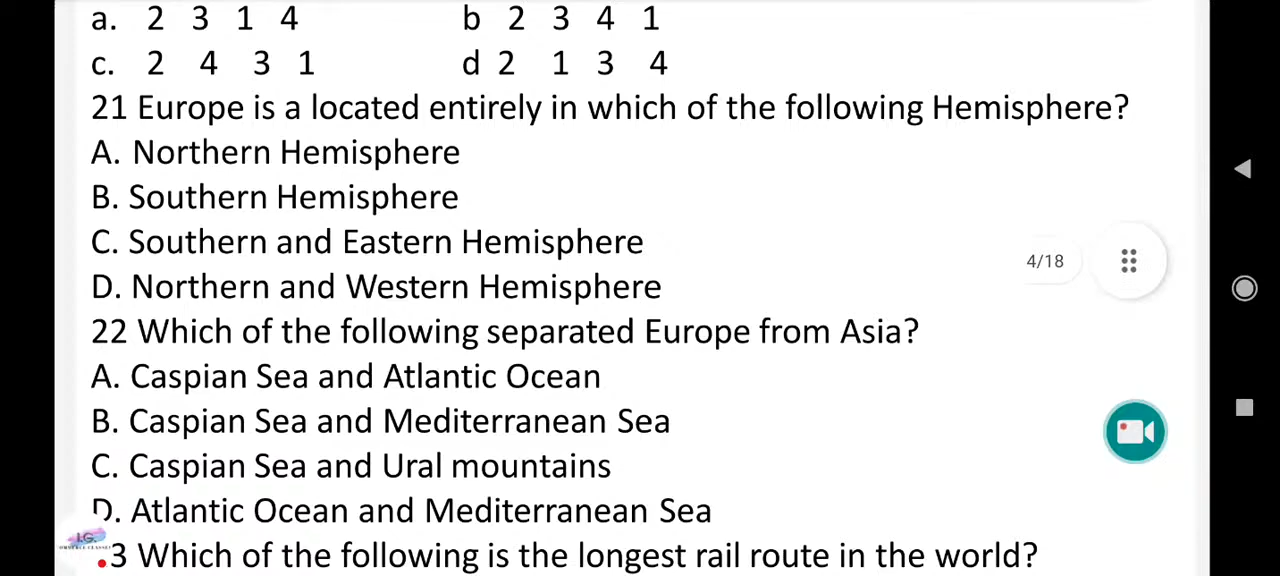 a. 2 3 1 4 b 2 3 4 1
c. 2 4 3 1 d 2 1 3 4
21 Europe is a located entirely in which of the following Hemisphere?
A. Northern Hemisphere
B. Southern Hemisphere
C. Southern and Eastern Hemisphere
D. Northern and Western Hemisphere
4/18
22 Which of the following separated Europe from Asia?
A. Caspian Sea and Atlantic Ocean
B. Caspian Sea and Mediterranean Sea
C. Caspian Sea and Ural mountains
D. Atlantic Ocean and Mediterranean Sea
I.G.
3 Which of the following is the longest rail route in the world?